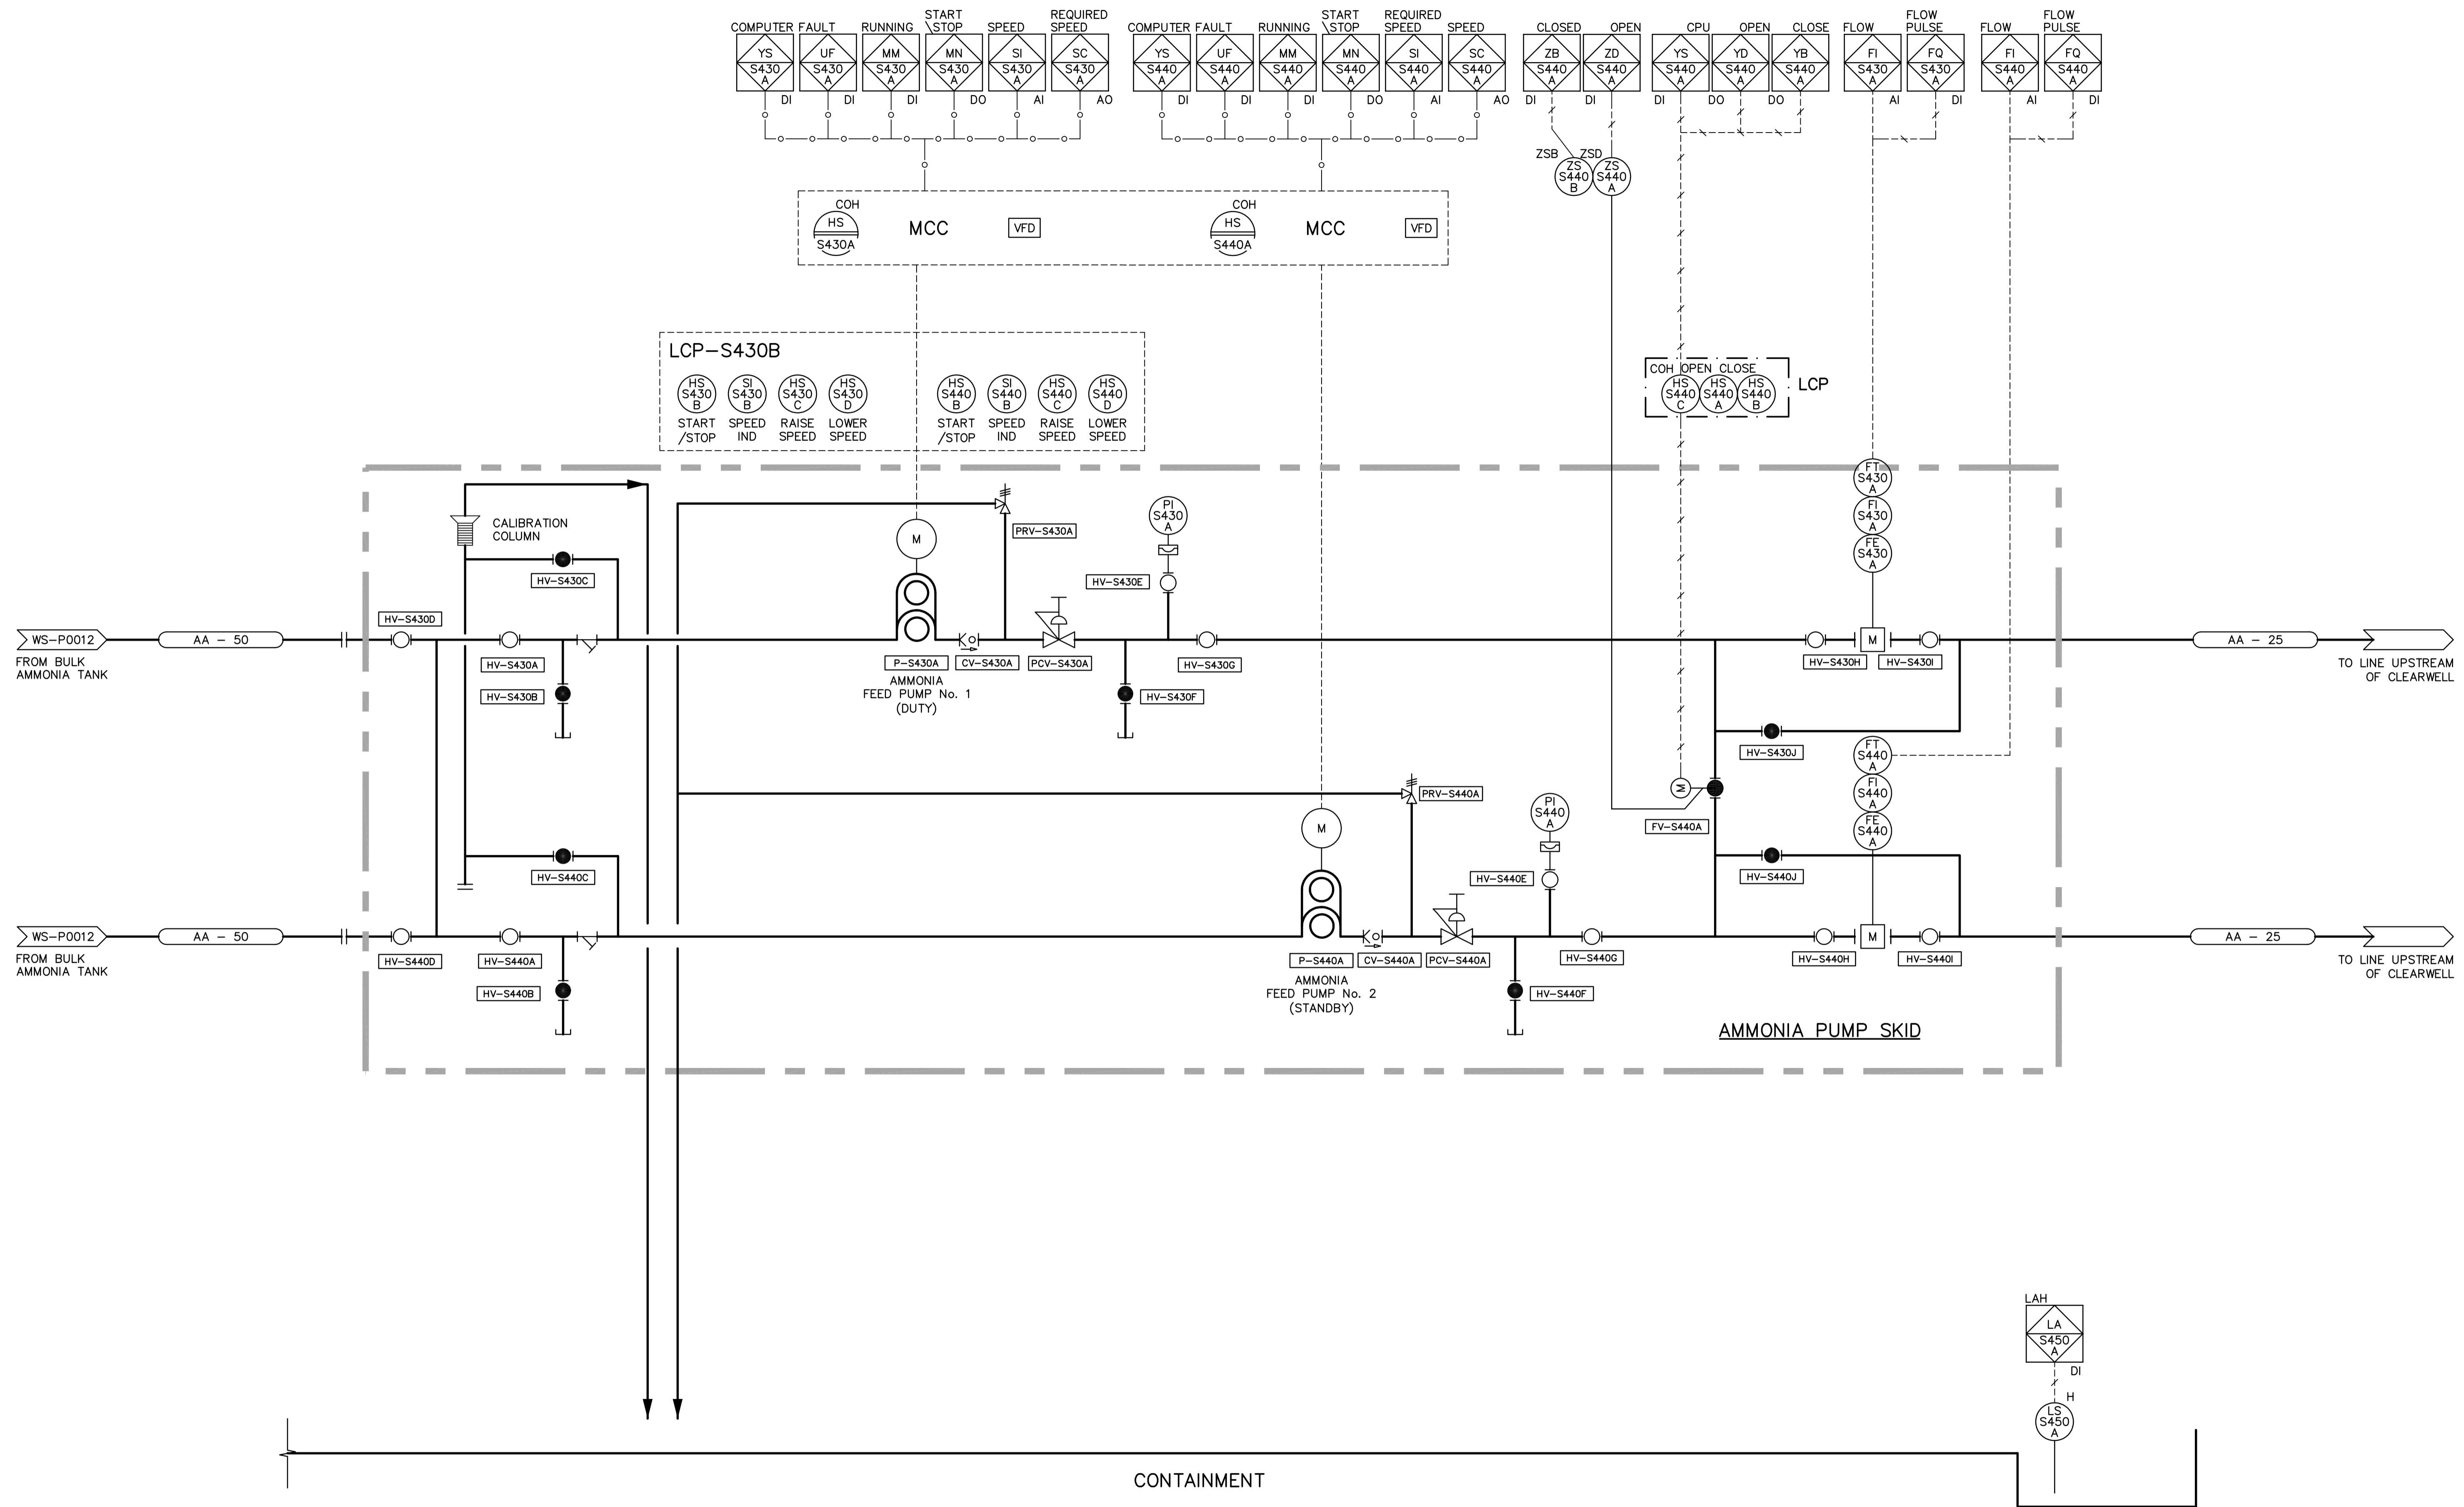 COMPUTER FAULT RUNNING START\STOP SPEED REQUIRED SPEED
YS S430 A DI
UF S430 A DI
MM S430 A DI
MN S430 A DO
SI S430 A AI
SC S430 A AO
COMPUTER FAULT RUNNING START\STOP REQUIRED SPEED SPEED
YS S440 A DI
UF S440 A DI
MM S440 A DI
MN S440 A DO
SI S440 A AI
SC S440 A AO
CLOSED OPEN
ZB S440 A DI
ZD S440 A DI
CPU OPEN CLOSE
YS S440 A DI
YD S440 A DO
YB S440 A DO
FLOW
FLOW PULSE
FI S430 A AI
FQ S430 A DI
FLOW
FLOW PULSE
FI S440 A AI
FQ S440 A DI
ZSB ZSD
ZS S440 B
ZS S440 A
COH
HS
S430A
MCC
VFD
COH
HS
S440A
MCC
VFD
LCP-S430B
HS S430 B
SI S430 B
HS S430 C
HS S430 D
HS S440 B
SI S440 B
HS S440 C
HS S440 D
START /STOP
SPEED IND
RAISE SPEED
LOWER SPEED
START /STOP
SPEED IND
RAISE SPEED
LOWER SPEED
COH OPEN CLOSE
HS S440 C
HS S440 A
HS S440 B
LCP
CALIBRATION
COLUMN
HV-S430C
M
PRV-S430A
PI S430 A
HV-S430E
FT S430 A
FI S430 A
FE S430 A
WS-P0012
FROM BULK
AMMONIA TANK
AA - 50
HV-S430D
HV-S430A
HV-S430B
P-S430A
CV-S430A
PCV-S430A
AMMONIA
FEED PUMP No. 1
(DUTY)
HV-S430F
HV-S430G
HV-S430H
M
HV-S430I
AA - 25
TO LINE UPSTREAM
OF CLEARWELL
HV-S430J
FT S440 A
FI S440 A
FE S440 A
M
FV-S440A
HV-S440J
PRV-S440A
M
PI S440 A
HV-S440E
HV-S440C
WS-P0012
FROM BULK
AMMONIA TANK
AA - 50
HV-S440D
HV-S440A
HV-S440B
P-S440A
CV-S440A
PCV-S440A
AMMONIA
FEED PUMP No. 2
(STANDBY)
HV-S440F
HV-S440G
HV-S440H
M
HV-S440I
AA - 25
TO LINE UPSTREAM
OF CLEARWELL
AMMONIA PUMP SKID
LAH
LA S450 A
DI
H
LS S450 A
CONTAINMENT